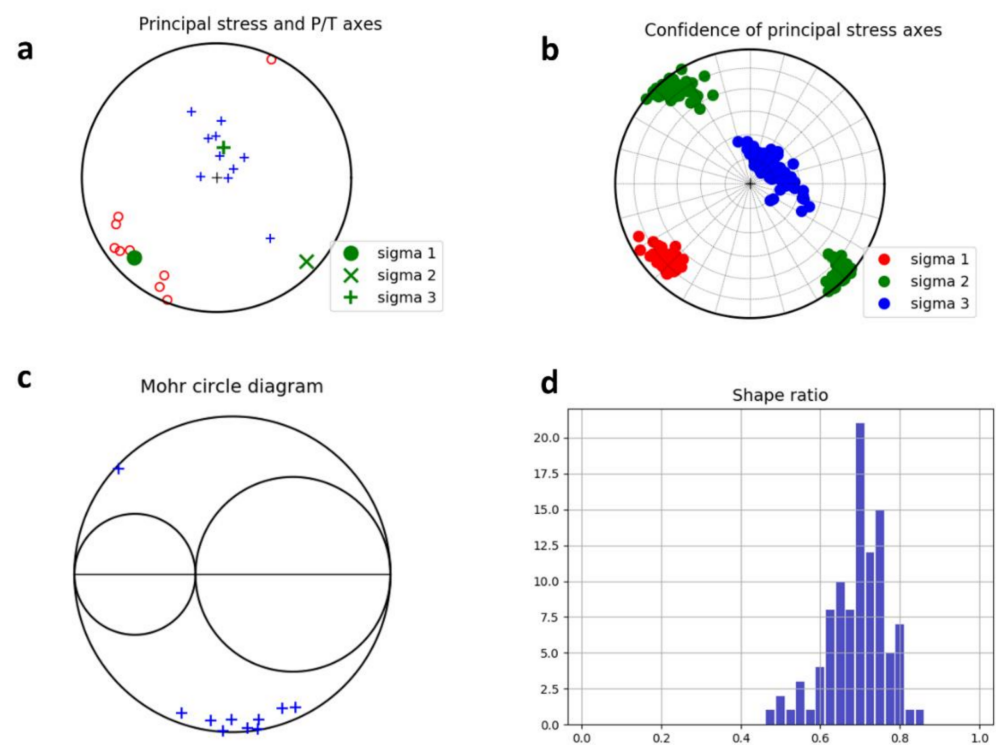 a
Principal stress and P/T axes
sigma 1
sigma 2
sigma 3
b
Confidence of principal stress axes
sigma 1
sigma 2
sigma 3
c
Mohr circle diagram
d
Shape ratio
20.0
17.5
15.0
12.5
10.0
7.5
5.0
2.5
0.0
0.0 0.2 0.4 0.6 0.8 1.0